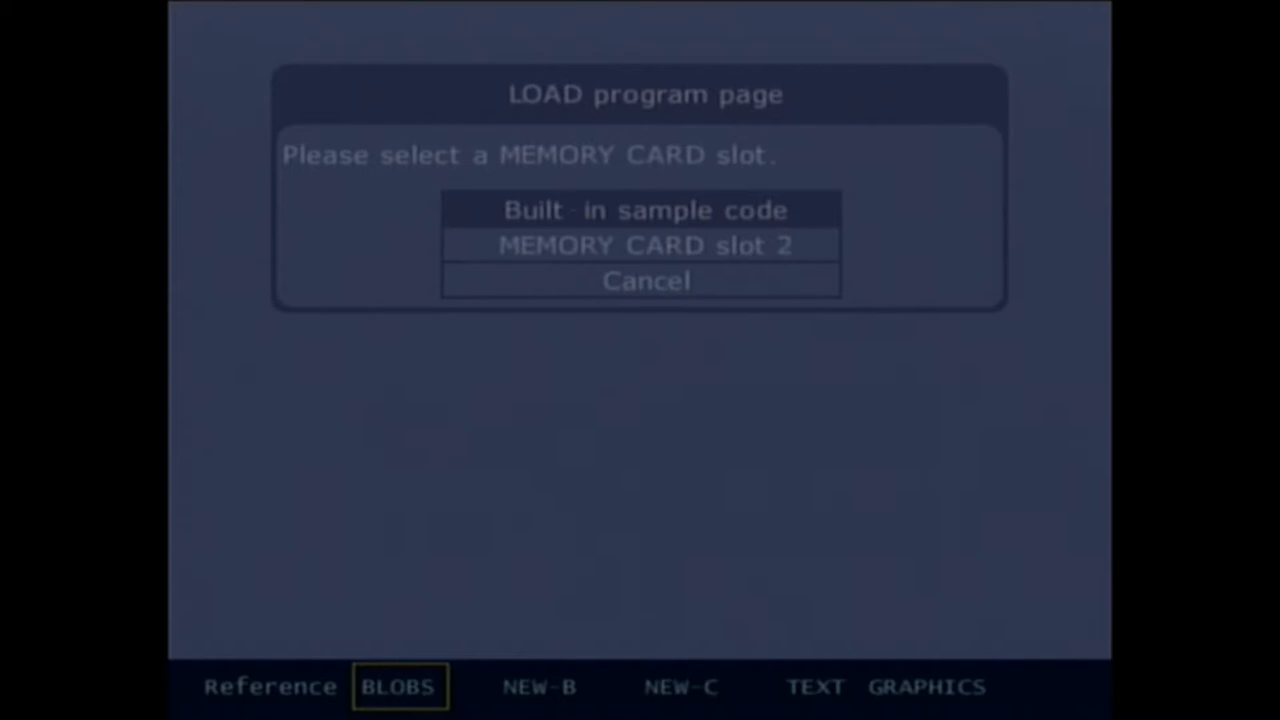 LOAD program page
Please select a MEMORY CARD slot.
Built-in sample code
MEMORY CARD slot 2
Cancel
Reference BLOBS NEW-B NEW-C TEXT GRAPHICS